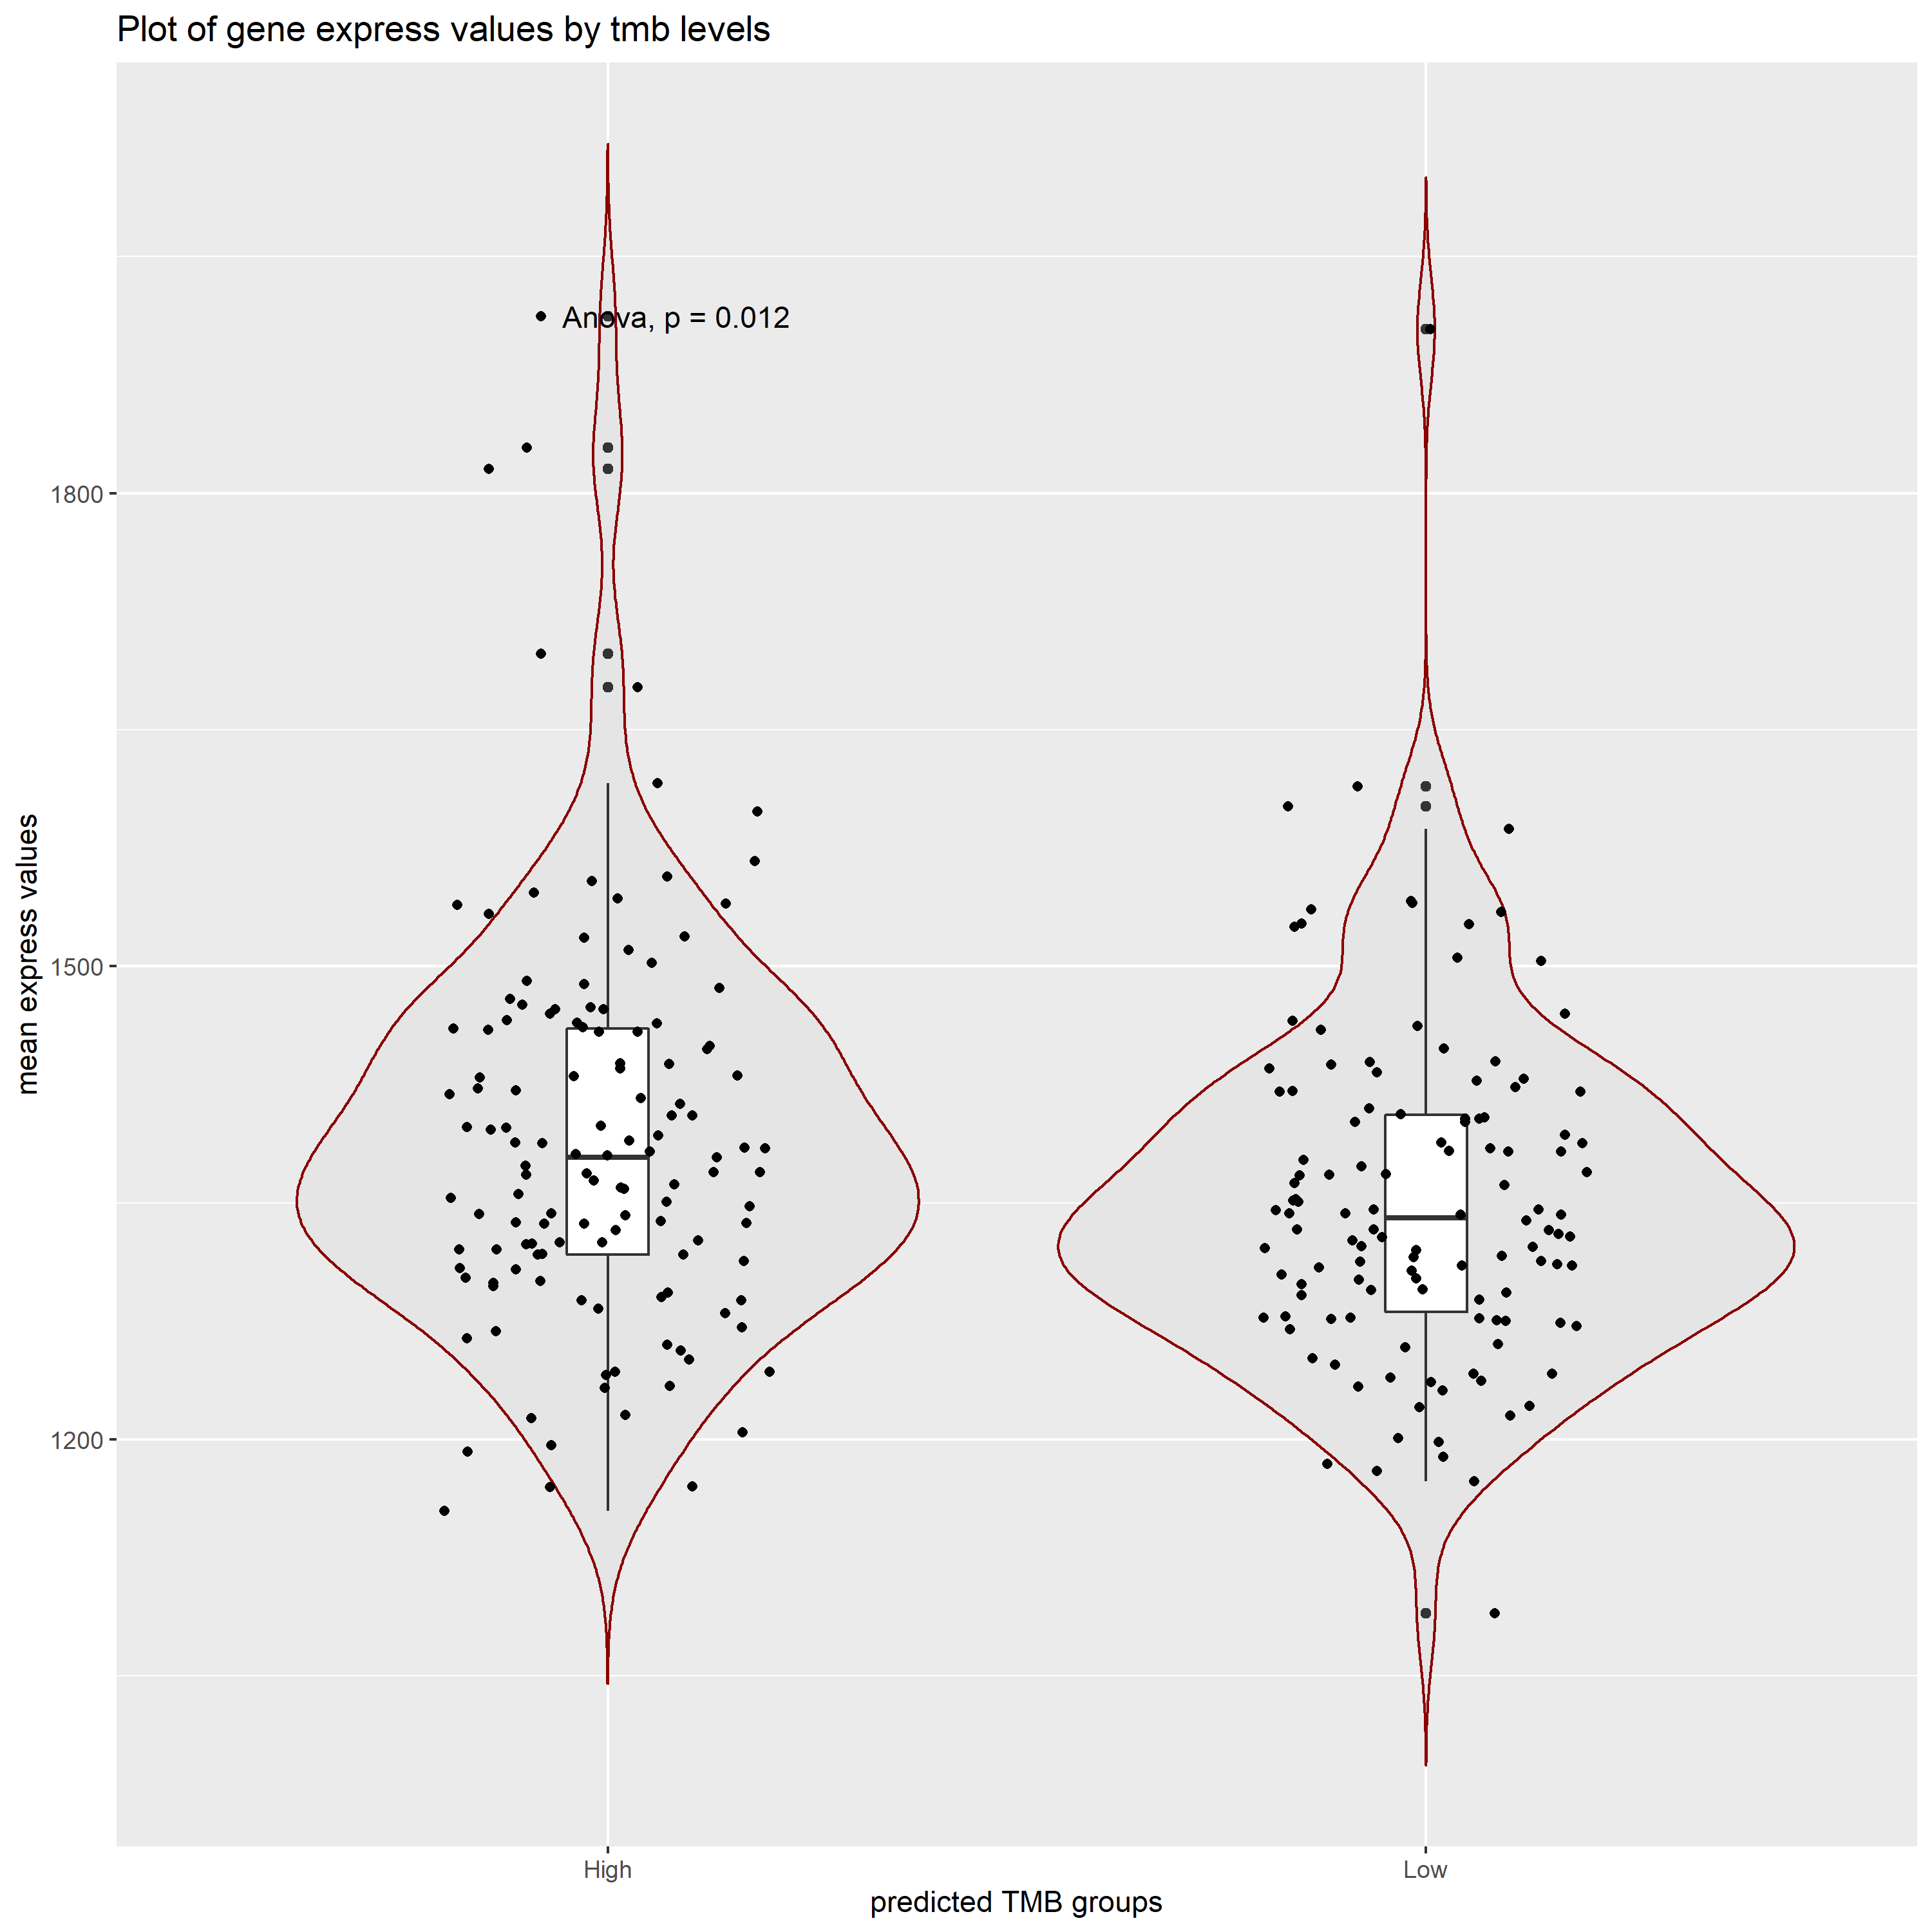 Plot of gene express values by tmb levels
Anova, p = 0.012
1800
1500
1200
mean express values
High
Low
predicted TMB groups